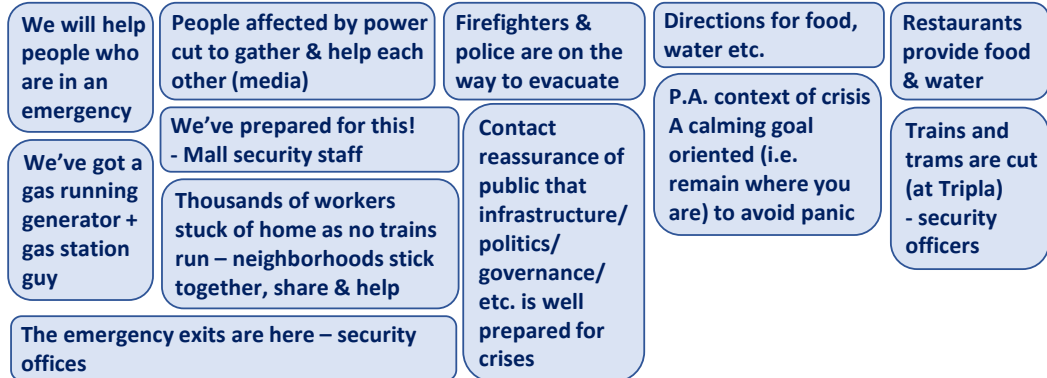 We will help
people who
are in an
emergency
People affected by power
cut to gather & help each
other (media)
Firefighters &
police are on the
way to evacuate
Directions for food,
water etc.
Restaurants
provide food
& water
We've got a
gas running
generator +
gas station
guy
We've prepared for this!
- Mall security staff
Thousands of workers
stuck of home as no trains
run – neighborhoods stick
together, share & help
Contact
reassurance of
public that
infrastructure/
politics/
governance/
etc. is well
prepared for
crises
P.A. context of crisis
A calming goal
oriented (i.e.
remain where you
are) to avoid panic
Trains and
trams are cut
(at Tripla)
- security
officers
The emergency exits are here – security
offices